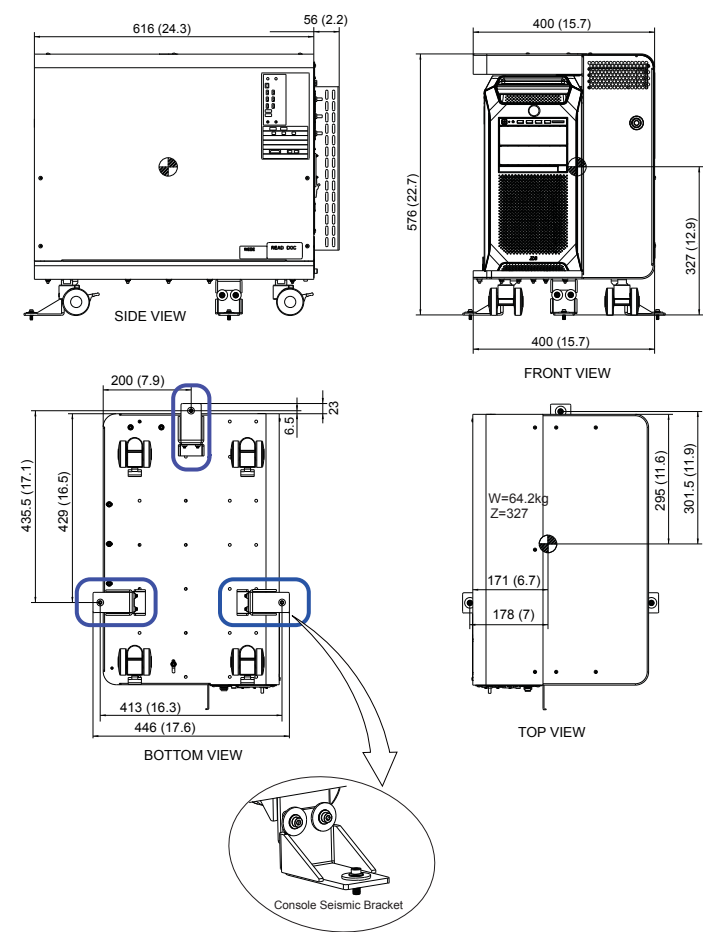 616 (24.3)
56 (2.2)
READ DOC
SIDE VIEW
400 (15.7)
576 (22.7)
327 (12.9)
400 (15.7)
FRONT VIEW
200 (7.9)
23
6.5
435.5 (17.1)
429 (16.5)
413 (16.3)
446 (17.6)
BOTTOM VIEW
W=64.2kg
Z=327
295 (11.6)
301.5 (11.9)
171 (6.7)
178 (7)
TOP VIEW
Console Seismic Bracket